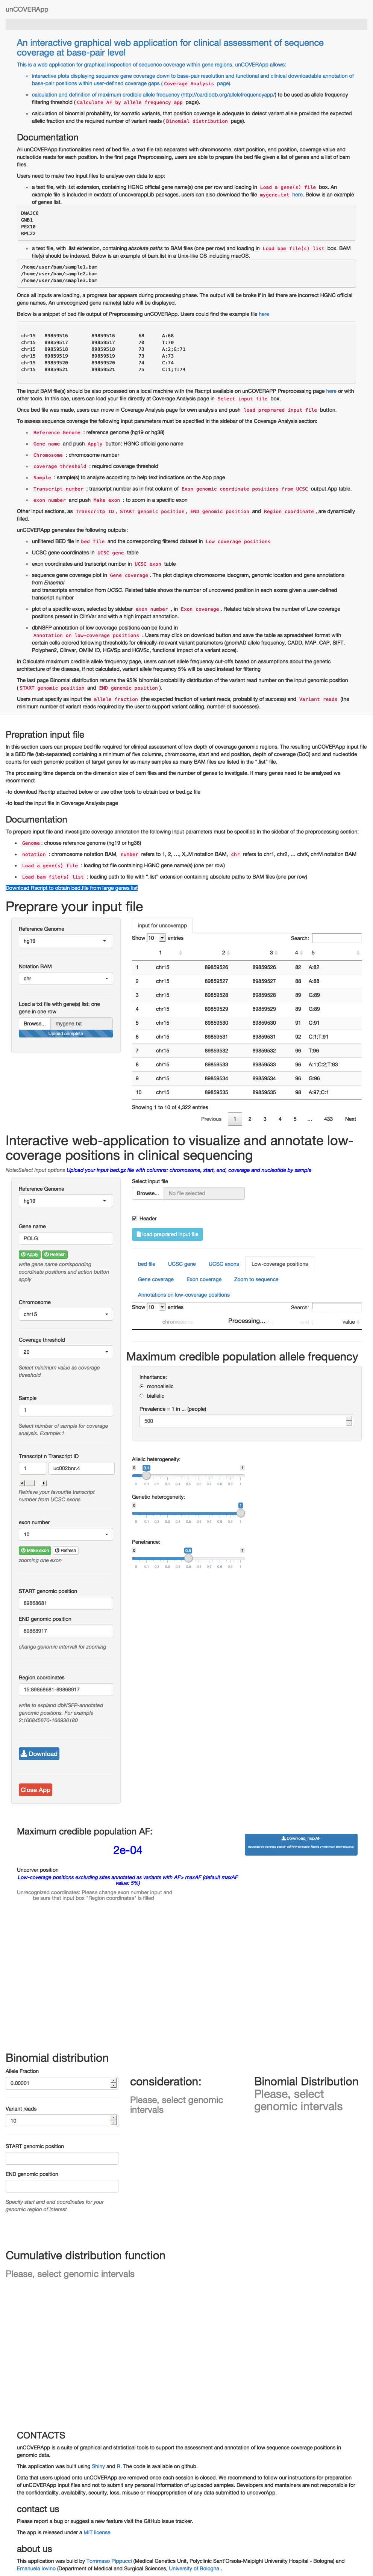 unCOVERApp
An interactive graphical web application for clinical assessment of sequence
coverage at base-pair level
This is a web application for graphical inspection of sequence coverage within gene regions. unCOVERApp allows:
interactive plots displaying sequence gene coverage down to base-pair resolution and functional and clinical downloadable annotation of
base-pair positions within user-defined coverage gaps ( Coverage Analysis page).
calculation and definition of maximum credible allele frequency (http://cardiodb.org/allelefrequencyapp/) to be used as allele frequency
filtering threshold ( Calculate AF by allele frequency app page).
calculation of binomial probability, for somatic variants, that position coverage is adequate to detect variant allele provided the expected
allelic fraction and the required number of variant reads ( Binomial distribution page).
Documentation
All unCOVERApp functionalities need of bed file, a text file tab separated with chromosome, start position, end position, coverage value and
nucleotide reads for each position. In the first page Preprocessing, users are able to prepare the bed file given a list of genes and a list of bam
files.
Users need to make two input files to analyse own data to app:
a text file, with .txt extension, containing HGNC official gene name(s) one per row and loading in Load a gene(s) file box. An
example file is included in extdata of uncoverappLib packages, users can also download the file mygene.txt here. Below is an example
of genes list.
DNAJC8
GNB1
PEX10
RPL22
a text file, with .list extension, containing absolute paths to BAM files (one per row) and loading in Load bam file(s) list box. BAM
file(s) should be indexed. Below is an example of bam.list in a Unix-like OS including macOS.
/home/user/bam/sample1.bam
/home/user/bam/sample2.bam
/home/user/bam/smaple3.bam
Once all inputs are loading, a progress bar appears during processing phase. The output will be broke if in list there are incorrect HGNC official
gene names. An unrecognized gene name(s) table will be displayed.
Below is a snippet of bed file output of Preprocessing unCOVERApp. Users could find the example file here
chr15 89859516 89859516 68 A:68
chr15 89859517 89859517 70 T:70
chr15 89859518 89859518 73 A:2;G:71
chr15 89859519 89859519 73 A:73
chr15 89859520 89859520 74 C:74
chr15 89859521 89859521 75 C:1;T:74
The input BAM file(s) should be also processed on a local machine with the Rscript available on unCOVERAPP Preprocessing page here or with
other tools. In this case, users can load your file directly at Coverage Analysis page in Select input file box.
Once bed file was made, users can move in Coverage Analysis page for own analysis and push load preprared input file button.
To assess sequence coverage the following input parameters must be specified in the sidebar of the Coverage Analysis section:
Reference Genome : reference genome (hg19 or hg38)
Gene name and push Apply button: HGNC official gene name
Chromosome : chromosome number
coverage threshold : required coverage threshold
Sample : sample(s) to analyze according to help text indications on the App page
Transcript number : transcript number as in first column of Exon genomic coordinate positions from UCSC output App table.
exon number and push Make exon : to zoom in a specific exon
Other input sections, as Transcritp ID , START genomic position , END genomic position and Region coordinate , are dynamically
filled.
unCOVERApp generates the following outputs :
unfiltered BED file in bed file and the corresponding filtered dataset in Low coverage positions
UCSC gene coordinates in UCSC gene table
exon coordinates and transcript number in UCSC exon table
sequence gene coverage plot in Gene coverage . The plot displays chromosome ideogram, genomic location and gene annotations
from Ensembl
and transcripts annotation from UCSC. Related table shows the number of uncovered position in each exons given a user-defined
transcript number
plot of a specific exon, selected by sidebar exon number , in Exon coverage . Related table shows the number of Low coverage
positions present in ClinVar and with a high impact annotation.
dbNSFP annotation of low coverage positions can be found in
Annotation on low-coverage positions . Users may click on download button and save the table as spreadsheet format with
certain cells colored according to pre-specified thresholds for clinically-relevant variant parameters (gnomAD allele frequency, CADD, MAP_CAP, SIFT,
Polyphen2, Clinvar, OMIM ID, HGVSp and HGVSc, functional impact of a variant score).
In Calculate maximum credible allele frequency page, users can set allele frequency cut-offs based on assumptions about the genetic
architecture of the disease, if not calculated, variant allele frequency 5% will be used instead for filtering
The last page Binomial distribution returns the 95% binomial probability distribution of the variant read number on the input genomic position
( START genomic position and END genomic position ).
Users must specify as input the allele fraction (the expected fraction of variant reads, probability of success) and Variant reads (the
minimum number of variant reads required by the user to support variant calling, number of successes).
Prepration input file
In this section users can prepare bed file required for clinical assessment of low depth of coverage genomic regions. The resulting unCOVERApp input file
is a BED file (tab-separated) containing a minimum of five columns, chromosome, start and end position, depth of coverage (DoC) and and nucleotide
counts for each genomic position of target genes for as many samples as many BAM files are listed in the ".list" file.
The processing time depends on the dimension size of bam files and the number of genes to investigate. If many genes need to be analyzed we
recommend:
-to download Rscritp attached below or use other tools to obtain bed or bed.gz file
-to load the input file in Coverage Analysis page
Documentation
To prepare input file and investigate coverage annotation the following input parameters must be specified in the sidebar of the preprocessing section:
Genome : choose reference genome (hg19 or hg38)
notation : chromosome notation BAM, number refers to 1, 2, ..., X,.M notation BAM, chr refers to chr1, chr2, ... chrX, chrM notation BAM
Load a gene(s) file : loading txt file containing HGNC gene name(s) (one per row)
Load bam file(s) list : loading to file with ".list" extension containing absolute paths to BAM files (one per row)
Download Rscript to obtain bed.file from large genes list
Preprare your input file
Reference Genome
hg19
Notation BAM
chr
Load a txt file with gene(s) list: one
gene in one row
Browse... mygene.txt
Upload complete
input for uncoverapp
Show 10 entries Search:
1 2 3 4 5
1 chr15 89859526 89859526 82 A:82
2 chr15 89859527 89859527 88 A:88
3 chr15 89859528 89859528 89 G:89
4 chr15 89859529 89859529 89 G:89
5 chr15 89859530 89859530 91 C:91
6 chr15 89859531 89859531 92 C:1;T:91
7 chr15 89859532 89859532 96 T:96
8 chr15 89859533 89859533 96 A:1;C:2;T:93
9 chr15 89859534 89859534 96 G:96
10 chr15 89859535 89859535 98 A:97;C:1
Showing 1 to 10 of 4,322 entries
Previous 1 2 3 4 5 ... 433 Next
Interactive web-application to visualize and annotate low-
coverage positions in clinical sequencing
Note:Select input options Upload your input bed.gz file with columns: chromosome, start, end, coverage and nucleotide by sample
Reference Genome
hg19
Gene name
POLG
Apply Refresh
write gene name corrisponding
coordinate positions and action button
apply
Chromosome
chr15
Coverage threshold
20
Select minimum value as coverage
threshold
Sample
1
Select number of sample for coverage
analysis. Example:1
Transcript n Transcript ID
1 uc002bnr.4
Retrieve your favourite transcript
number from UCSC exons
exon number
10
Make exon Refresh
zooming one exon
START genomic position
89868681
END genomic position
89868917
change genomic interval for zooming
Region coordinates
15:89868681-89868917
write to expland dbNSFP-annotated
genomic positions. For example
2:166845670-166930180
Download
Close App
Select input file
Browse... No file selected
Header
load prepraired input file
bed file UCSC gene UCSC exons Low-coverage positions
Gene coverage Exon coverage Zoom to sequence
Annotations on low-coverage positions
Show 10 entries Search:
chromosome Processing... end value
Maximum credible population allele frequency
Inheritance:
monoallelic
biallelic
Prevalence = 1 in ... (people)
500
Allelic heterogeneity:
0 0.1 1
0 0.1 0.2 0.3 0.4 0.5 0.6 0.7 0.8 0.9 1
Genetic heterogeneity:
0 1
0 0.1 0.2 0.3 0.4 0.5 0.6 0.7 0.8 0.9 1
Penetrance:
0 0.5 1
0 0.1 0.2 0.3 0.4 0.5 0.6 0.7 0.8 0.9 1
Maximum credible population AF:
2e-04
Download_maxAF
Uncorver position
Low-coverage positions excluding sites annotated as variants with AF> maxAF (default maxAF
value: 5%)
Unrecognized coordinates: Please change exon number input and
be sure that input box "Region coordinates" is filled
Binomial distribution
Allele Fraction
0,00001
Variant reads
10
START genomic position
END genomic position
Specify start and end coordinates for your
genomic region of interest
consideration:
Please, select genomic
intervals
Binomial Distribution
Please, select
genomic intervals
Cumulative distribution function
Please, select genomic intervals
CONTACTS
unCOVERApp is a suite of graphical and statistical tools to support the assessment and annotation of low sequence coverage positions in
genomic data.
This application was built using Shiny and R. The code is available on github.
Data that users upload onto unCOVERApp are removed once each session is closed. We recommend to follow our instructions for preparation
of unCOVERApp input files and not to submit any personal information of uploaded samples. Developers and mantainers are not responsible for
the confidentiality, availability, security, loss, misuse or misappropriation of any data submitted to uncoverApp.
contact us
Please report a bug or suggest a new feature visit the GitHub issue tracker.
The app is released under a MIT license
about us
This application was build by Tommaso Pippucci (Medical Genetics Unit, Polyclinic Sant'Orsola-Malpighi University Hospital - Bologna) and
Emanuela Iovino (Department of Medical and Surgical Sciences, University of Bologna .